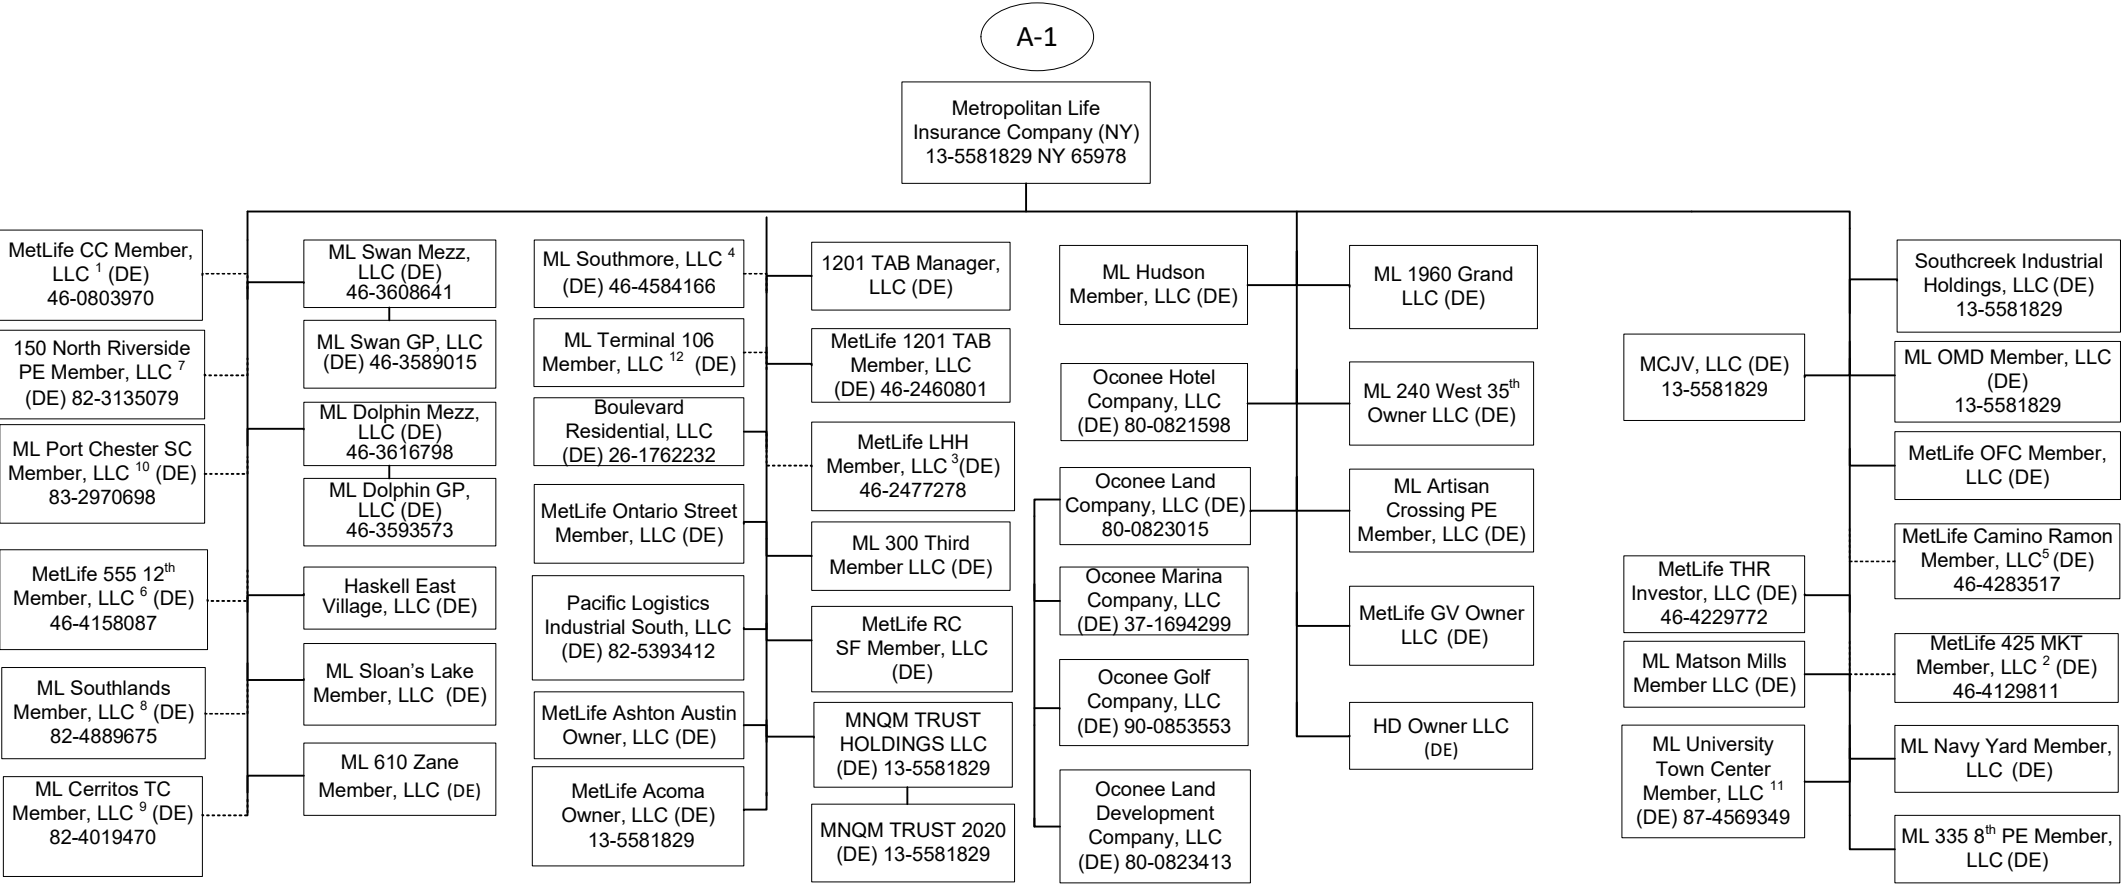 A-1
Metropolitan Life
Insurance Company (NY)
13-5581829 NY 65978
MetLife CC Member,
LLC 1 (DE)
46-0803970
150 North Riverside
PE Member, LLC 7
(DE) 82-3135079
ML Port Chester SC
Member, LLC 10 (DE)
83-2970698
MetLife 555 12th
Member, LLC 6 (DE)
46-4158087
ML Southlands
Member, LLC 8 (DE)
82-4889675
ML Cerritos TC
Member, LLC 9 (DE)
82-4019470
ML Swan Mezz,
LLC (DE)
46-3608641
ML Swan GP, LLC
(DE) 46-3589015
ML Dolphin Mezz,
LLC (DE)
46-3616798
ML Dolphin GP,
LLC (DE)
46-3593573
Haskell East
Village, LLC (DE)
ML Sloan's Lake
Member, LLC (DE)
ML 610 Zane
Member, LLC (DE)
ML Southmore, LLC 4
(DE) 46-4584166
ML Terminal 106
Member, LLC 12 (DE)
Boulevard
Residential, LLC
(DE) 26-1762232
MetLife Ontario Street
Member, LLC (DE)
Pacific Logistics
Industrial South, LLC
(DE) 82-5393412
MetLife Ashton Austin
Owner, LLC (DE)
MetLife Acoma
Owner, LLC (DE)
13-5581829
1201 TAB Manager,
LLC (DE)
MetLife 1201 TAB
Member, LLC
(DE) 46-2460801
MetLife LHH
Member, LLC 3(DE)
46-2477278
ML 300 Third
Member LLC (DE)
MetLife RC
SF Member, LLC
(DE)
MNQM TRUST
HOLDINGS LLC
(DE) 13-5581829
MNQM TRUST 2020
(DE) 13-5581829
ML Hudson
Member, LLC (DE)
Oconee Hotel
Company, LLC
(DE) 80-0821598
Oconee Land
Company, LLC (DE)
80-0823015
Oconee Marina
Company, LLC
(DE) 37-1694299
Oconee Golf
Company, LLC
(DE) 90-0853553
Oconee Land
Development
Company, LLC
(DE) 80-0823413
ML 1960 Grand
LLC (DE)
ML 240 West 35th
Owner LLC (DE)
ML Artisan
Crossing PE
Member, LLC (DE)
MetLife GV Owner
LLC (DE)
HD Owner LLC
(DE)
MCJV, LLC (DE)
13-5581829
MetLife THR
Investor, LLC (DE)
46-4229772
ML Matson Mills
Member LLC (DE)
ML University
Town Center
Member, LLC 11
(DE) 87-4569349
Southcreek Industrial
Holdings, LLC (DE)
13-5581829
ML OMD Member, LLC
(DE)
13-5581829
MetLife OFC Member,
LLC (DE)
MetLife Camino Ramon
Member, LLC5 (DE)
46-4283517
MetLife 425 MKT
Member, LLC 2 (DE)
46-4129811
ML Navy Yard Member,
LLC (DE)
ML 335 8th PE Member,
LLC (DE)